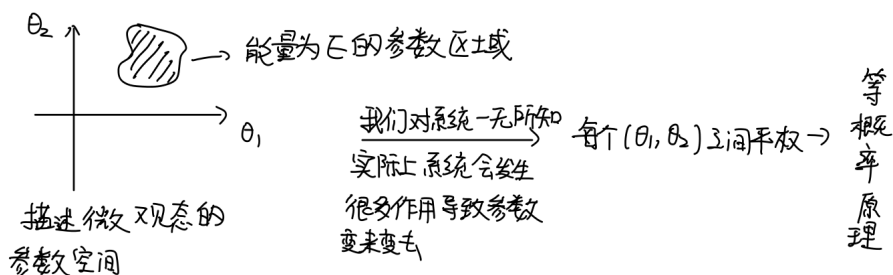 θ₂
能量为E的参数区域
θ₁
描述微观态的
参数空间
我们对系统一无所知
实际上系统会发生
很多作用导致参数
变来变去
每个(θ₁,θ₂)之间平权→
等概率原理